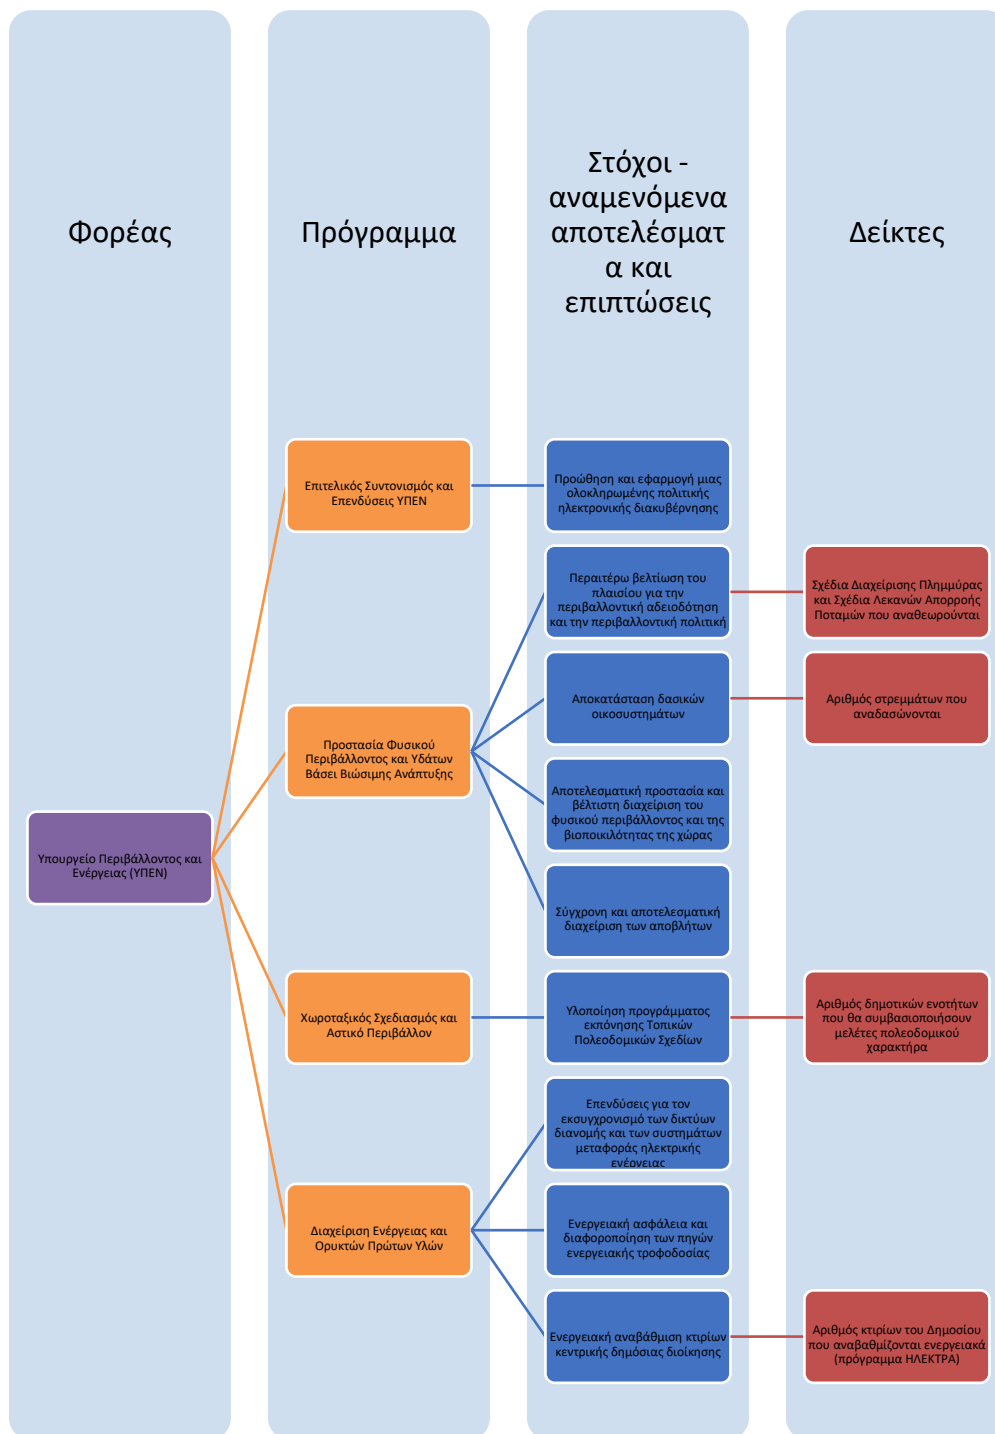 Φορέας
Πρόγραμμα
Στόχοι -
αναμενόμενα
αποτελέσματ
α και
επιπτώσεις
Δείκτες
Υπουργείο Περιβάλλοντος και
Ενέργειας (ΥΠΕΝ)
Επιτελικός Συντονισμός και
Επενδύσεις ΥΠΕΝ
Προώθηση και εφαρμογή μιας
ολοκληρωμένης πολιτικής
ηλεκτρονικής διακυβέρνησης
Προστασία Φυσικού
Περιβάλλοντος και Υδάτων
Βάσει Βιώσιμης Ανάπτυξης
Περαιτέρω βελτίωση του
πλαισίου για την
περιβαλλοντική αδειοδότηση
και την περιβαλλοντική πολιτική
Σχέδια Διαχείρισης Πλημμύρας
και Σχέδια Λεκανών Απορροής
Ποταμών που αναθεωρούνται
Αποκατάσταση δασικών
οικοσυστημάτων
Αριθμός στρεμμάτων που
αναδασώνονται
Αποτελεσματική προστασία και
βέλτιστη διαχείριση του
φυσικού περιβάλλοντος και της
βιοποικιλότητας της χώρας
Σύγχρονη και αποτελεσματική
διαχείριση των αποβλήτων
Χωροταξικός Σχεδιασμός και
Αστικό Περιβάλλον
Υλοποίηση προγράμματος
εκπόνησης Τοπικών
Πολεοδομικών Σχεδίων
Αριθμός δημοτικών ενοτήτων
που θα συμβασιοποιήσουν
μελέτες πολεοδομικού
χαρακτήρα
Διαχείριση Ενέργειας και
Ορυκτών Πρώτων Υλών
Επενδύσεις για τον
εκσυγχρονισμό των δικτύων
διανομής και των συστημάτων
μεταφοράς ηλεκτρικής
ενέργειας
Ενεργειακή ασφάλεια και
διαφοροποίηση των πηγών
ενεργειακής τροφοδοσίας
Ενεργειακή αναβάθμιση κτιρίων
κεντρικής δημόσιας διοίκησης
Αριθμός κτιρίων του Δημοσίου
που αναβαθμίζονται ενεργειακά
(πρόγραμμα ΗΛΕΚΤΡΑ)